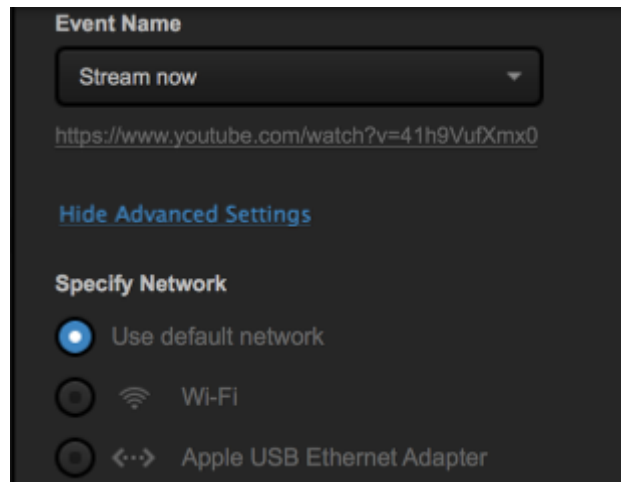 Event Name
Stream now
https://www.youtube.com/watch?v=41h9VufXmx0
Hide Advanced Settings
Specify Network
Use default network
Wi-Fi
Apple USB Ethernet Adapter